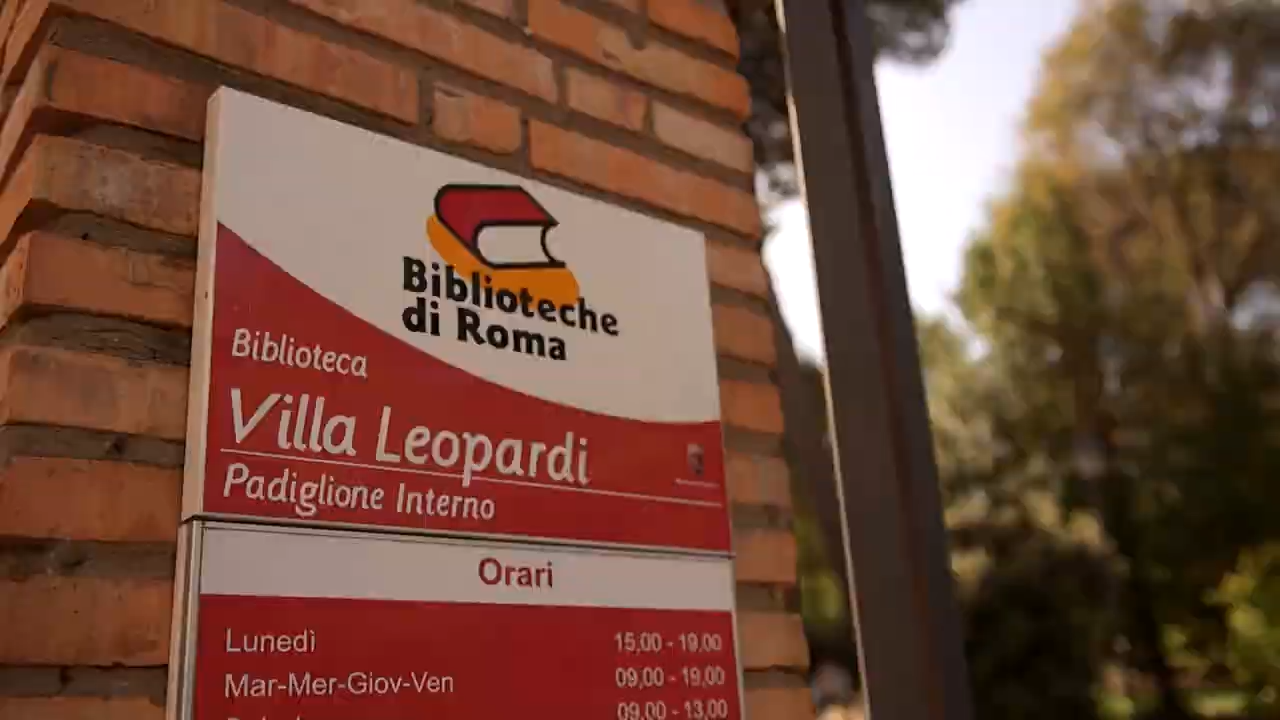 Biblioteche
di Roma
Biblioteca
Villa Leopardi
Padiglione Interno
Orari
Lunedì 15,00 - 19,00
Mar-Mer-Giov-Ven 09,00 - 19,00
09,00 - 13,00